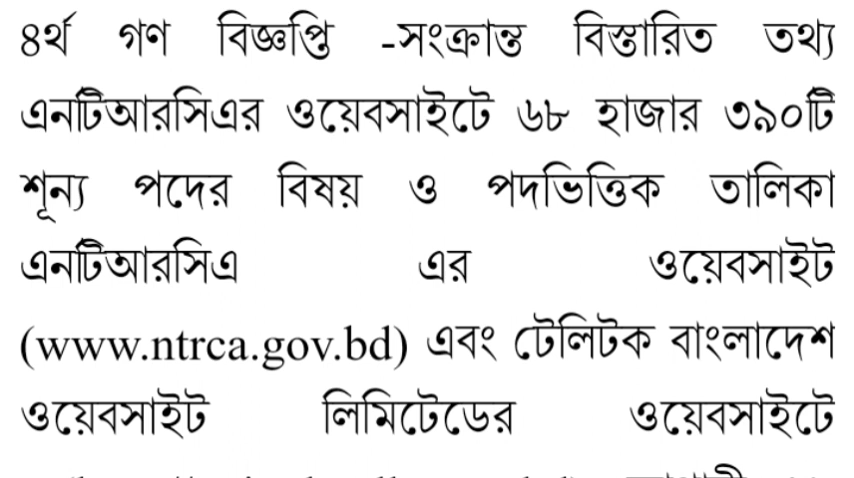 ৪র্থ গণ বিজ্ঞপ্তি -সংক্রান্ত বিস্তারিত তথ্য
এনটিআরসিএর ওয়েবসাইটে ৬৮ হাজার ৩৯০টি
শূন্য পদের বিষয় ও পদভিত্তিক তালিকা
এনটিআরসিএ এর ওয়েবসাইট
(www.ntrca.gov.bd) এবং টেলিটক বাংলাদেশ
ওয়েবসাইট লিমিটেডের ওয়েবসাইটে